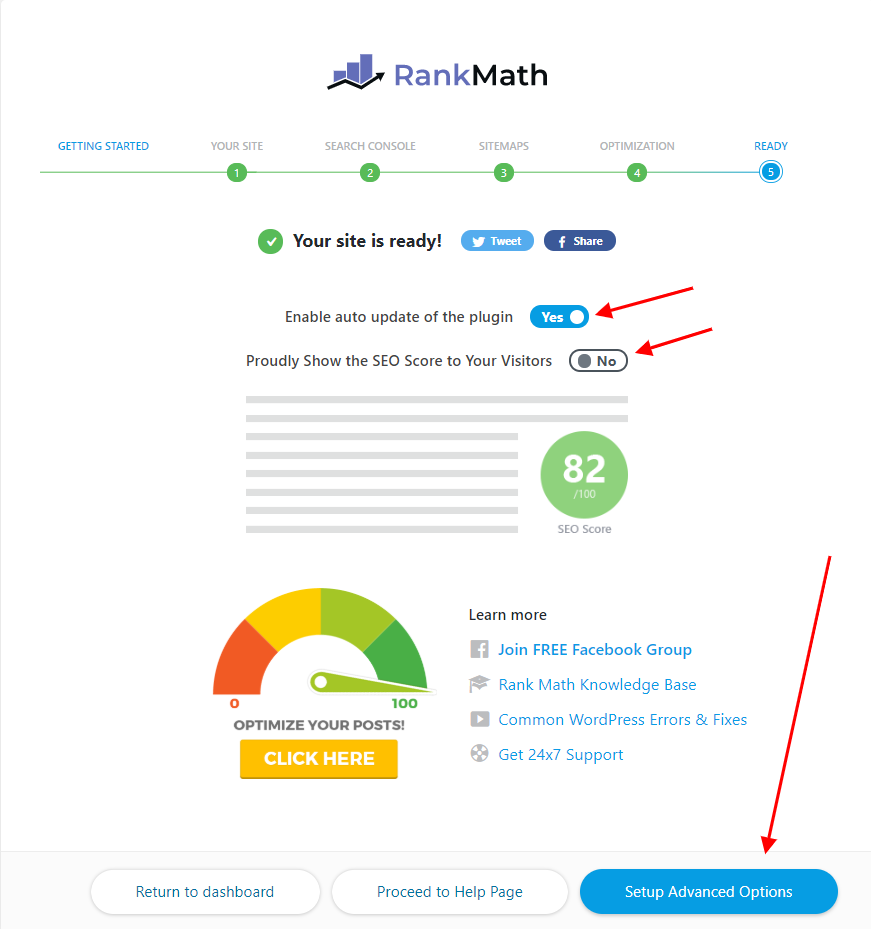 RankMath
GETTING STARTED YOUR SITE SEARCH CONSOLE SITEMAPS OPTIMIZATION READY
1 2 3 4 5
Your site is ready! Tweet Share
Enable auto update of the plugin Yes
Proudly Show the SEO Score to Your Visitors No
82
/100
SEO Score
Learn more
Join FREE Facebook Group
Rank Math Knowledge Base
Common WordPress Errors & Fixes
Get 24x7 Support
0 100
OPTIMIZE YOUR POSTS!
CLICK HERE
Return to dashboard Proceed to Help Page Setup Advanced Options